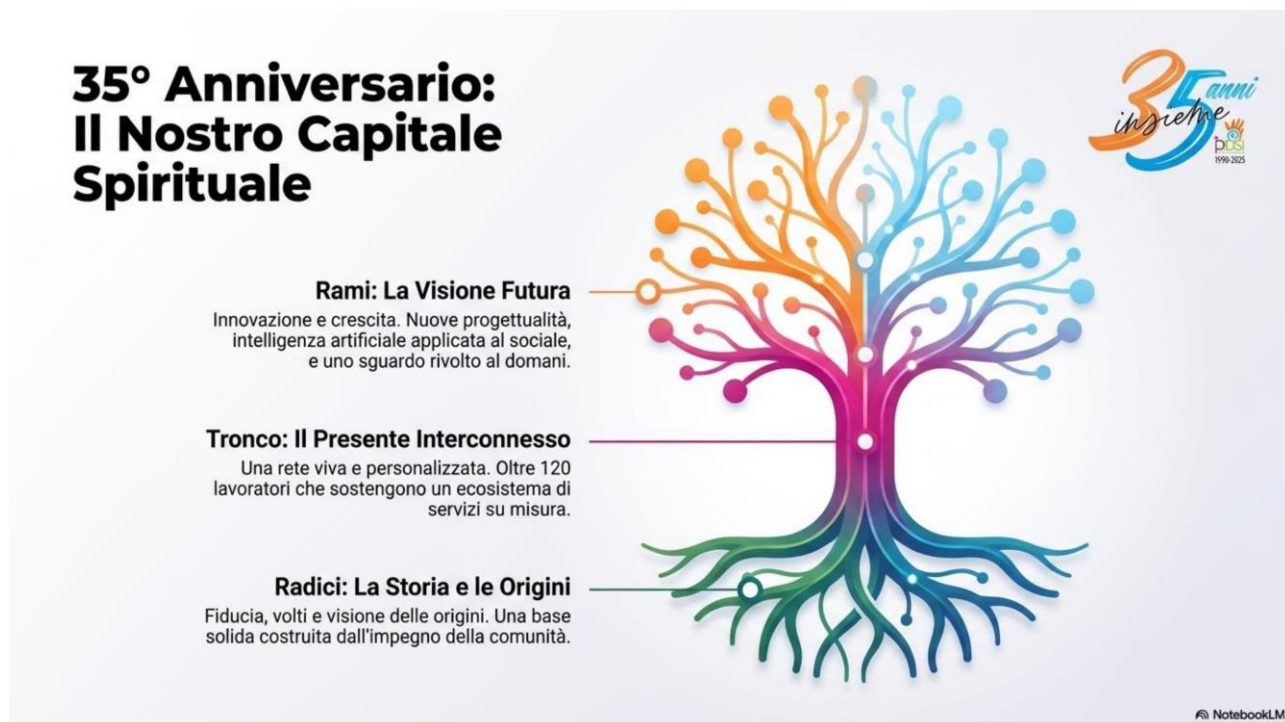 35° Anniversario:
Il Nostro Capitale
Spirituale
35 anni
insieme
1990-2025
Rami: La Visione Futura
Innovazione e crescita. Nuove progettualità,
intelligenza artificiale applicata al sociale,
e uno sguardo rivolto al domani.
Tronco: Il Presente Interconnesso
Una rete viva e personalizzata. Oltre 120
lavoratori che sostengono un ecosistema di
servizi su misura.
Radici: La Storia e le Origini
Fiducia, volti e visione delle origini. Una base
solida costruita dall'impegno della comunità.
NotebookLM